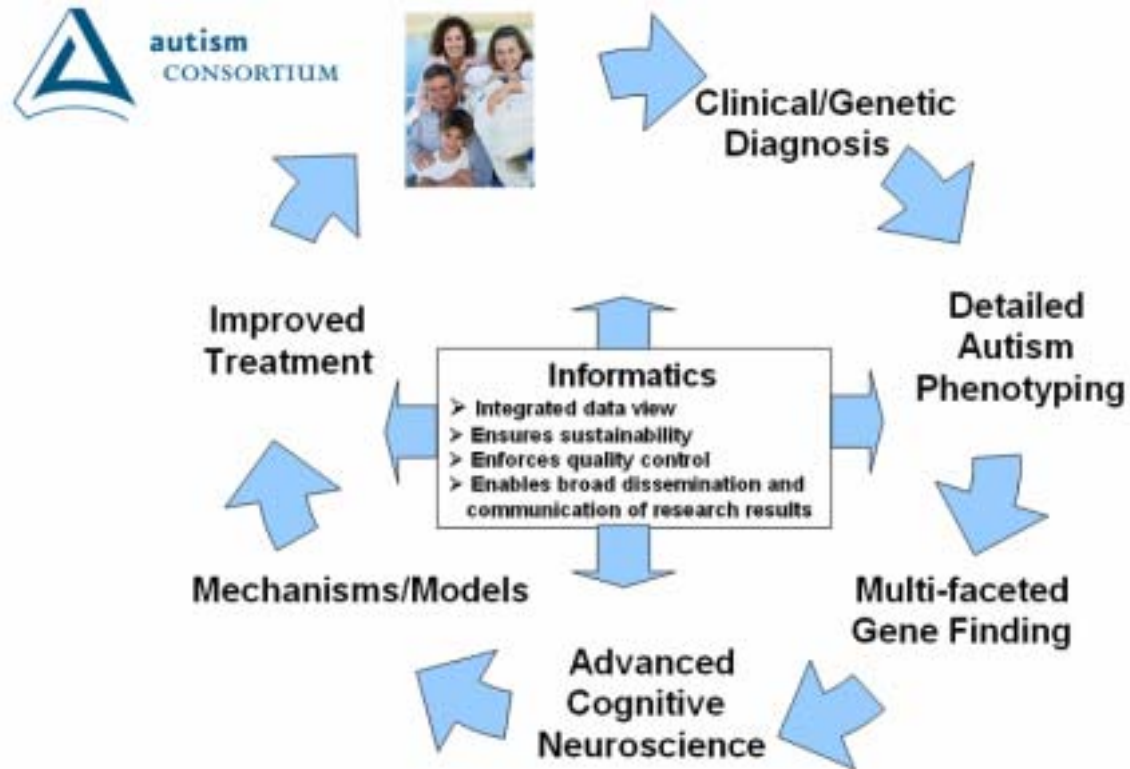 autism
CONSORTIUM
Clinical/Genetic
Diagnosis
Detailed
Autism
Phenotyping
Improved
Treatment
Informatics
➢ Integrated data view
➢ Ensures sustainability
➢ Enforces quality control
➢ Enables broad dissemination and
communication of research results
Mechanisms/Models
Multi-faceted
Gene Finding
Advanced
Cognitive
Neuroscience